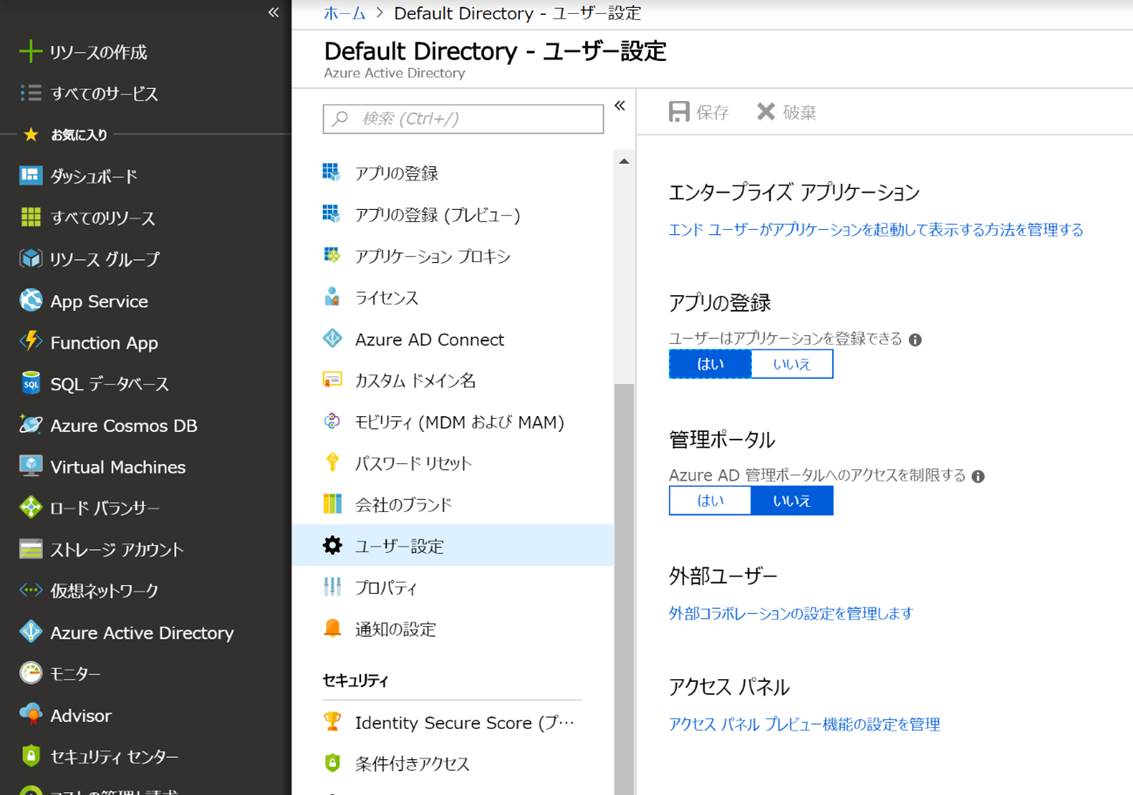 «
リソースの作成
すべてのサービス
お気に入り
ダッシュボード
すべてのリソース
リソース グループ
App Service
Function App
SQL データベース
Azure Cosmos DB
Virtual Machines
ロード バランサー
ストレージ アカウント
仮想ネットワーク
Azure Active Directory
モニター
Advisor
セキュリティ センター
ホーム > Default Directory - ユーザー設定
Default Directory - ユーザー設定
Azure Active Directory
検索 (Ctrl+/)
«
アプリの登録
アプリの登録 (プレビュー)
アプリケーション プロキシ
ライセンス
Azure AD Connect
カスタム ドメイン名
モビリティ (MDM および MAM)
パスワード リセット
会社のブランド
ユーザー設定
プロパティ
通知の設定
セキュリティ
Identity Secure Score (プ…
条件付きアクセス
保存 破棄
エンタープライズ アプリケーション
エンド ユーザーがアプリケーションを起動して表示する方法を管理する
アプリの登録
ユーザーはアプリケーションを登録できる
はい いいえ
管理ポータル
Azure AD 管理ポータルへのアクセスを制限する
はい いいえ
外部ユーザー
外部コラボレーションの設定を管理します
アクセス パネル
アクセス パネル プレビュー機能の設定を管理